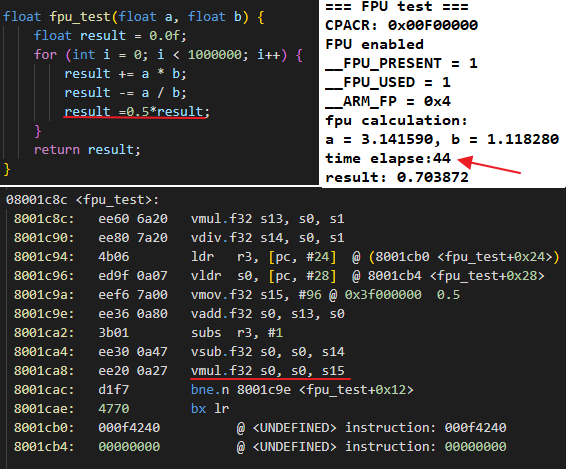 float fpu_test(float a, float b) {
    float result = 0.0f;
    for (int i = 0; i < 1000000; i++) {
        result += a * b;
        result -= a / b;
        result =0.5*result;
    }
    return result;
}
=== FPU test ===
CPACR: 0x00F00000
FPU enabled
__FPU_PRESENT = 1
__FPU_USED = 1
__ARM_FP = 0x4
fpu calculation:
a = 3.141590, b = 1.118280
time elapse:44
result: 0.703872
08001c8c <fpu_test>:
8001c8c: ee60 6a20 vmul.f32 s13, s0, s1
8001c90: ee80 7a20 vdiv.f32 s14, s0, s1
8001c94: 4b06 ldr r3, [pc, #24] @ (8001cb0 <fpu_test+0x24>)
8001c96: ed9f 0a07 vldr s0, [pc, #28] @ 8001cb4 <fpu_test+0x28>
8001c9a: eef6 7a00 vmov.f32 s15, #96 @ 0x3f000000 0.5
8001c9e: ee36 0a80 vadd.f32 s0, s13, s0
8001ca2: 3b01 subs r3, #1
8001ca4: ee30 0a47 vsub.f32 s0, s0, s14
8001ca8: ee20 0a27 vmul.f32 s0, s0, s15
8001cac: d1f7 bne.n 8001c9e <fpu_test+0x12>
8001cae: 4770 bx lr
8001cb0: 000f4240 @ <UNDEFINED> instruction: 000f4240
8001cb4: 00000000 @ <UNDEFINED> instruction: 00000000